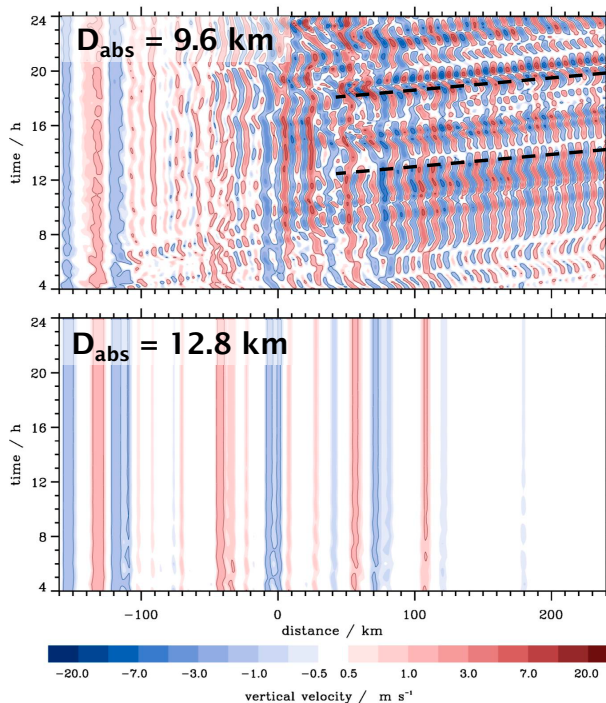 24
20
16
12
8
4
time / h
D_abs = 9.6 km
24
20
16
12
8
4
time / h
D_abs = 12.8 km
−100 0 100 200
distance / km
−20.0 −7.0 −3.0 −1.0 −0.5 0.5 1.0 3.0 7.0 20.0
vertical velocity / m s⁻¹